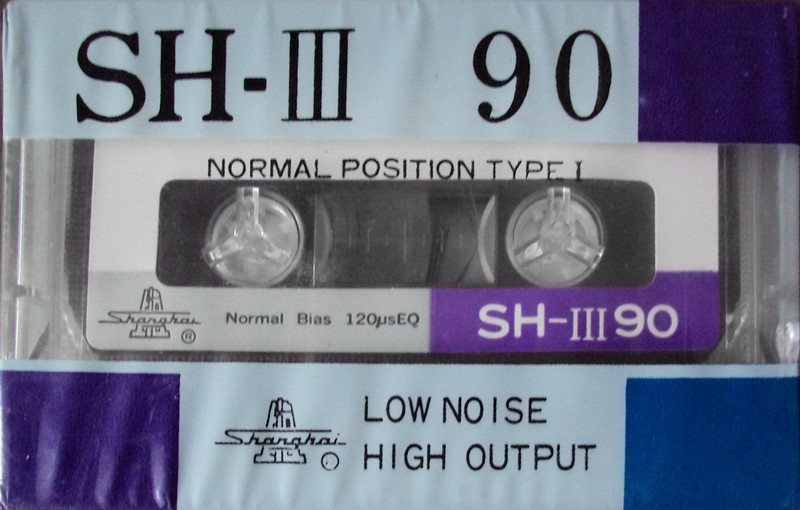 SH-III 90
NORMAL POSITION TYPE I
Shanghai ®
Normal Bias 120µsEQ
SH-III 90
Shanghai
LOW NOISE
HIGH OUTPUT